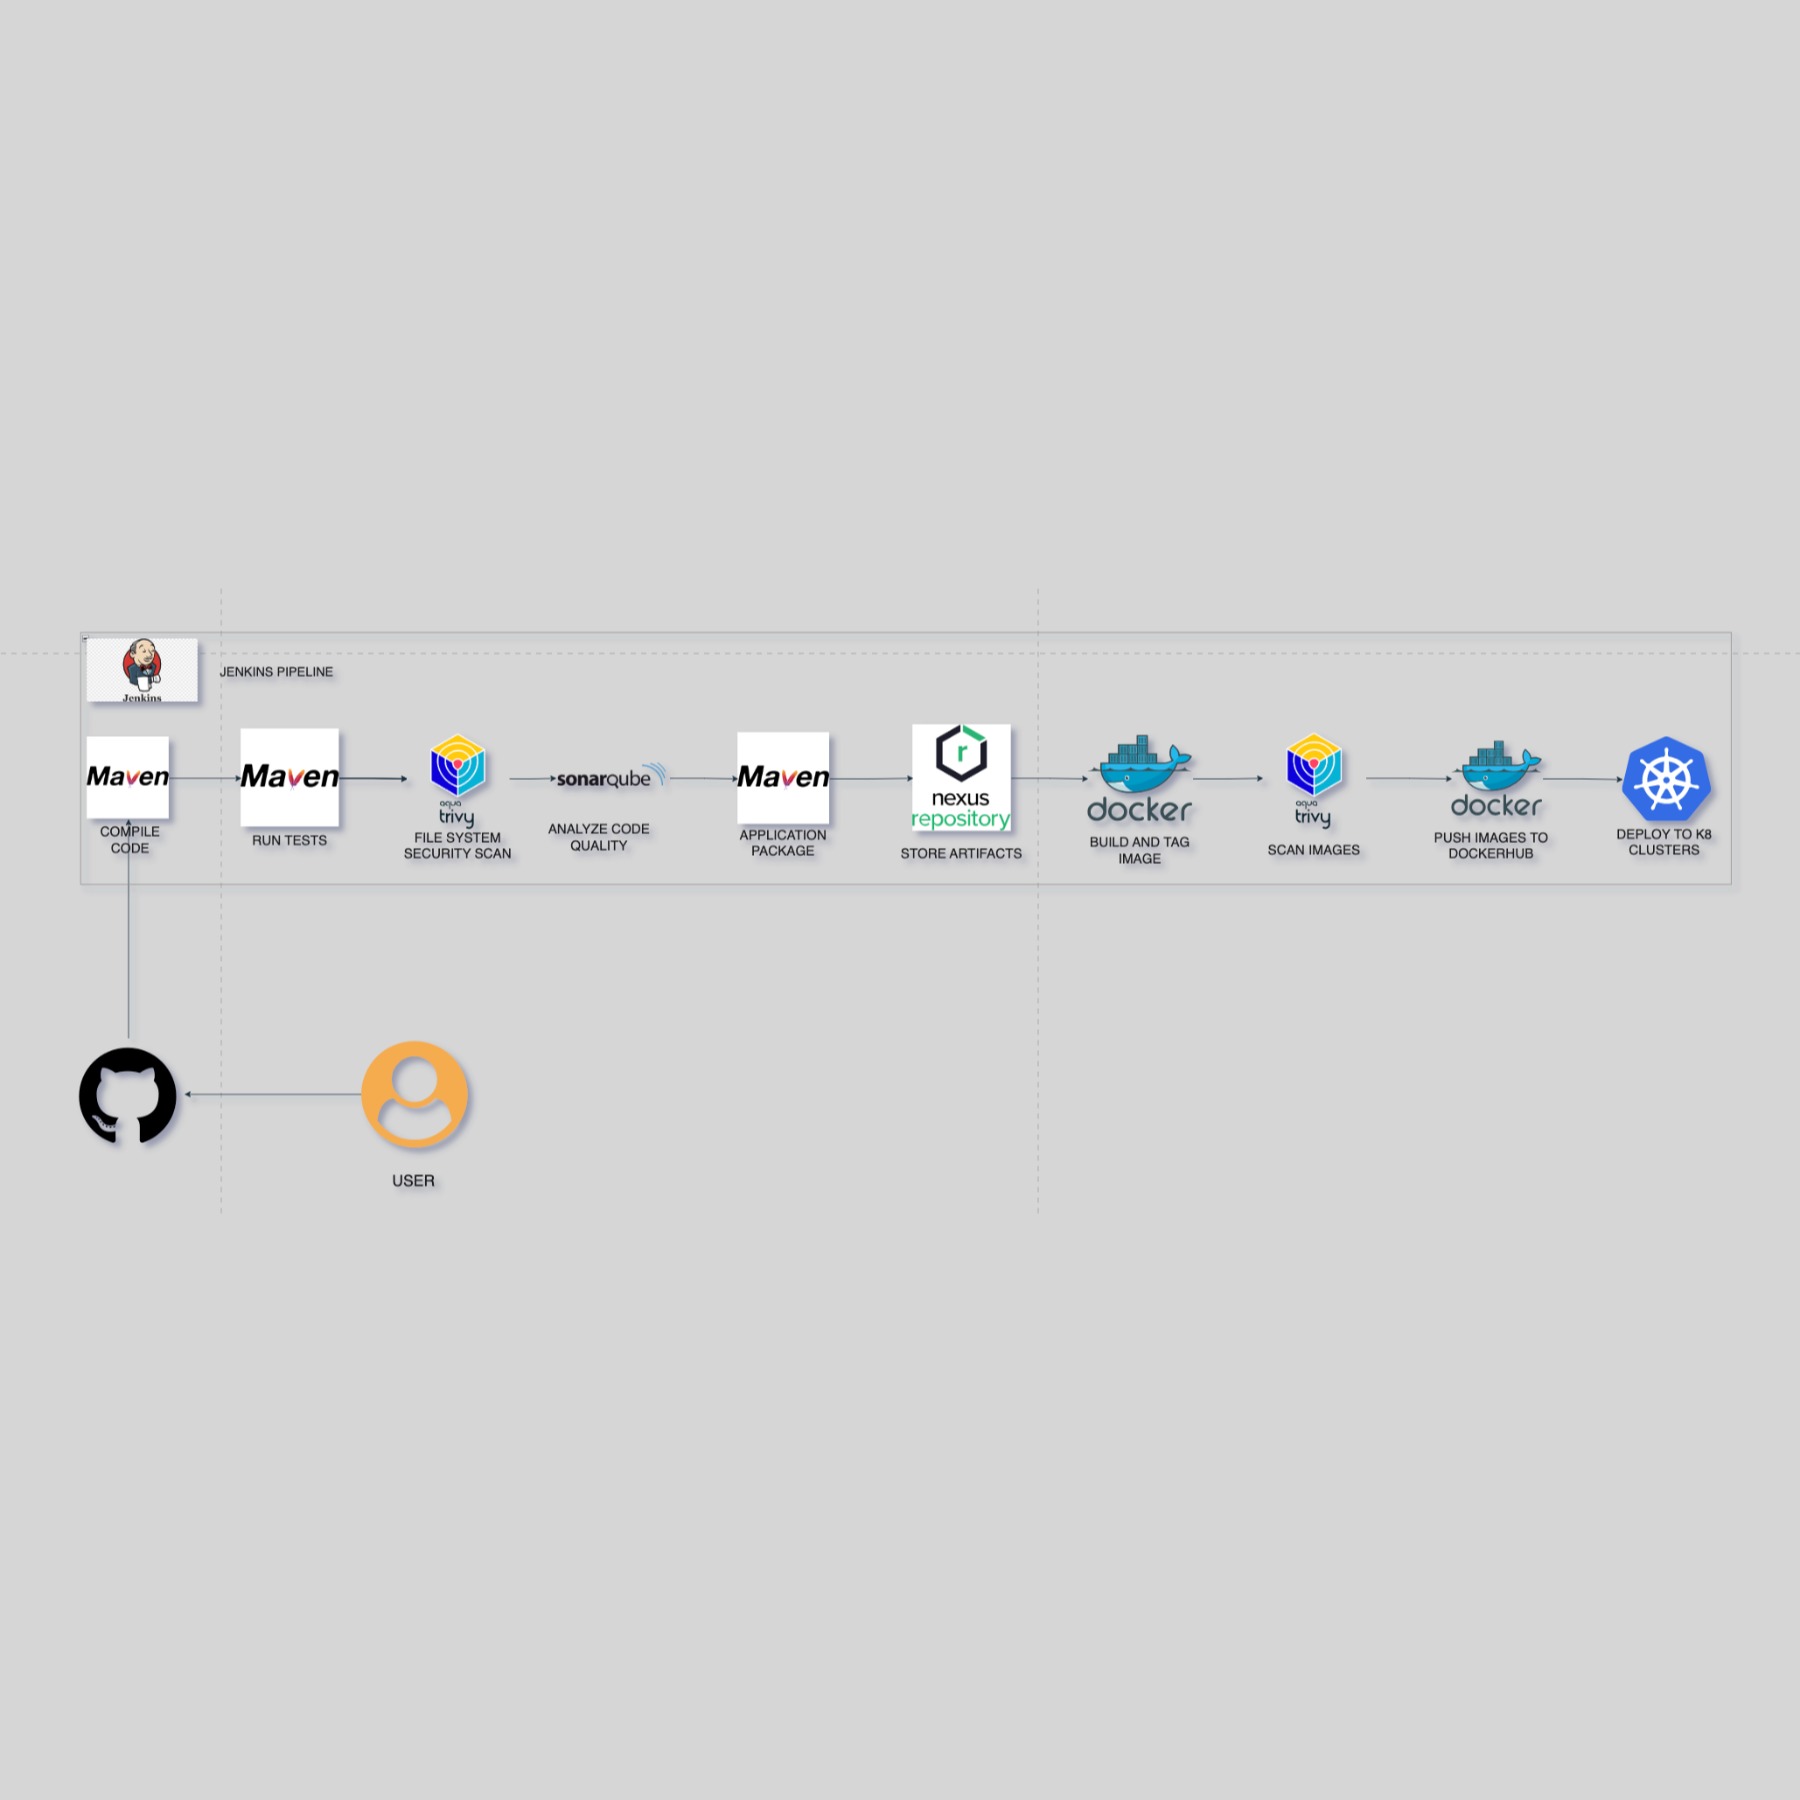 Jenkins
JENKINS PIPELINE
Maven
COMPILE
CODE
Maven
RUN TESTS
aqua
trivy
FILE SYSTEM
SECURITY SCAN
sonarqube
ANALYZE CODE
QUALITY
Maven
APPLICATION
PACKAGE
r
nexus
repository
STORE ARTIFACTS
docker
BUILD AND TAG
IMAGE
aqua
trivy
SCAN IMAGES
docker
PUSH IMAGES TO
DOCKERHUB
DEPLOY TO K8
CLUSTERS
USER